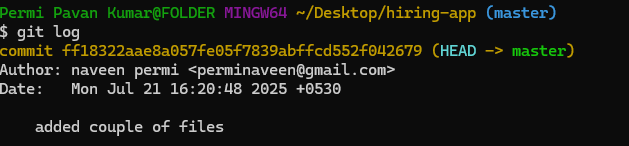 Permi Pavan Kumar@FOLDER MINGW64 ~/Desktop/hiring-app (master)
$ git log
commit ff18322aae8a057fe05f7839abffcd552f042679 (HEAD -> master)
Author: naveen permi <perminaveen@gmail.com>
Date:   Mon Jul 21 16:20:48 2025 +0530
    added couple of files